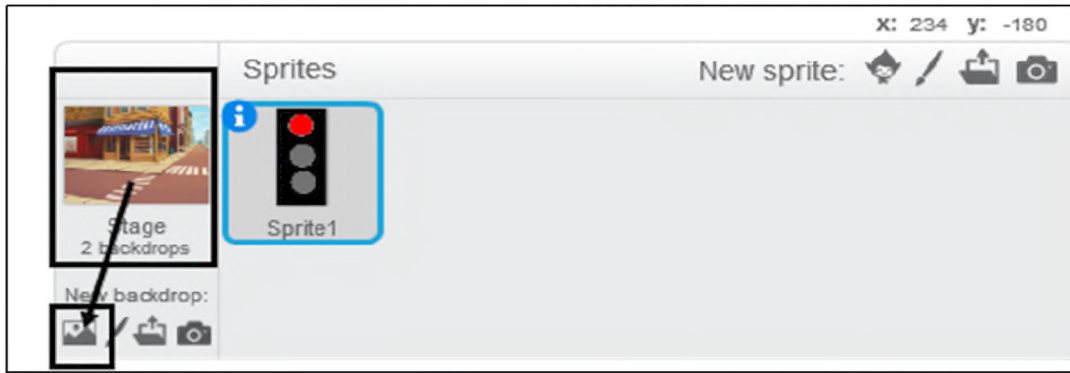 x: 234 y: -180
Sprites
New sprite:
Sprite1
Stage
2 backdrops
New backdrop: